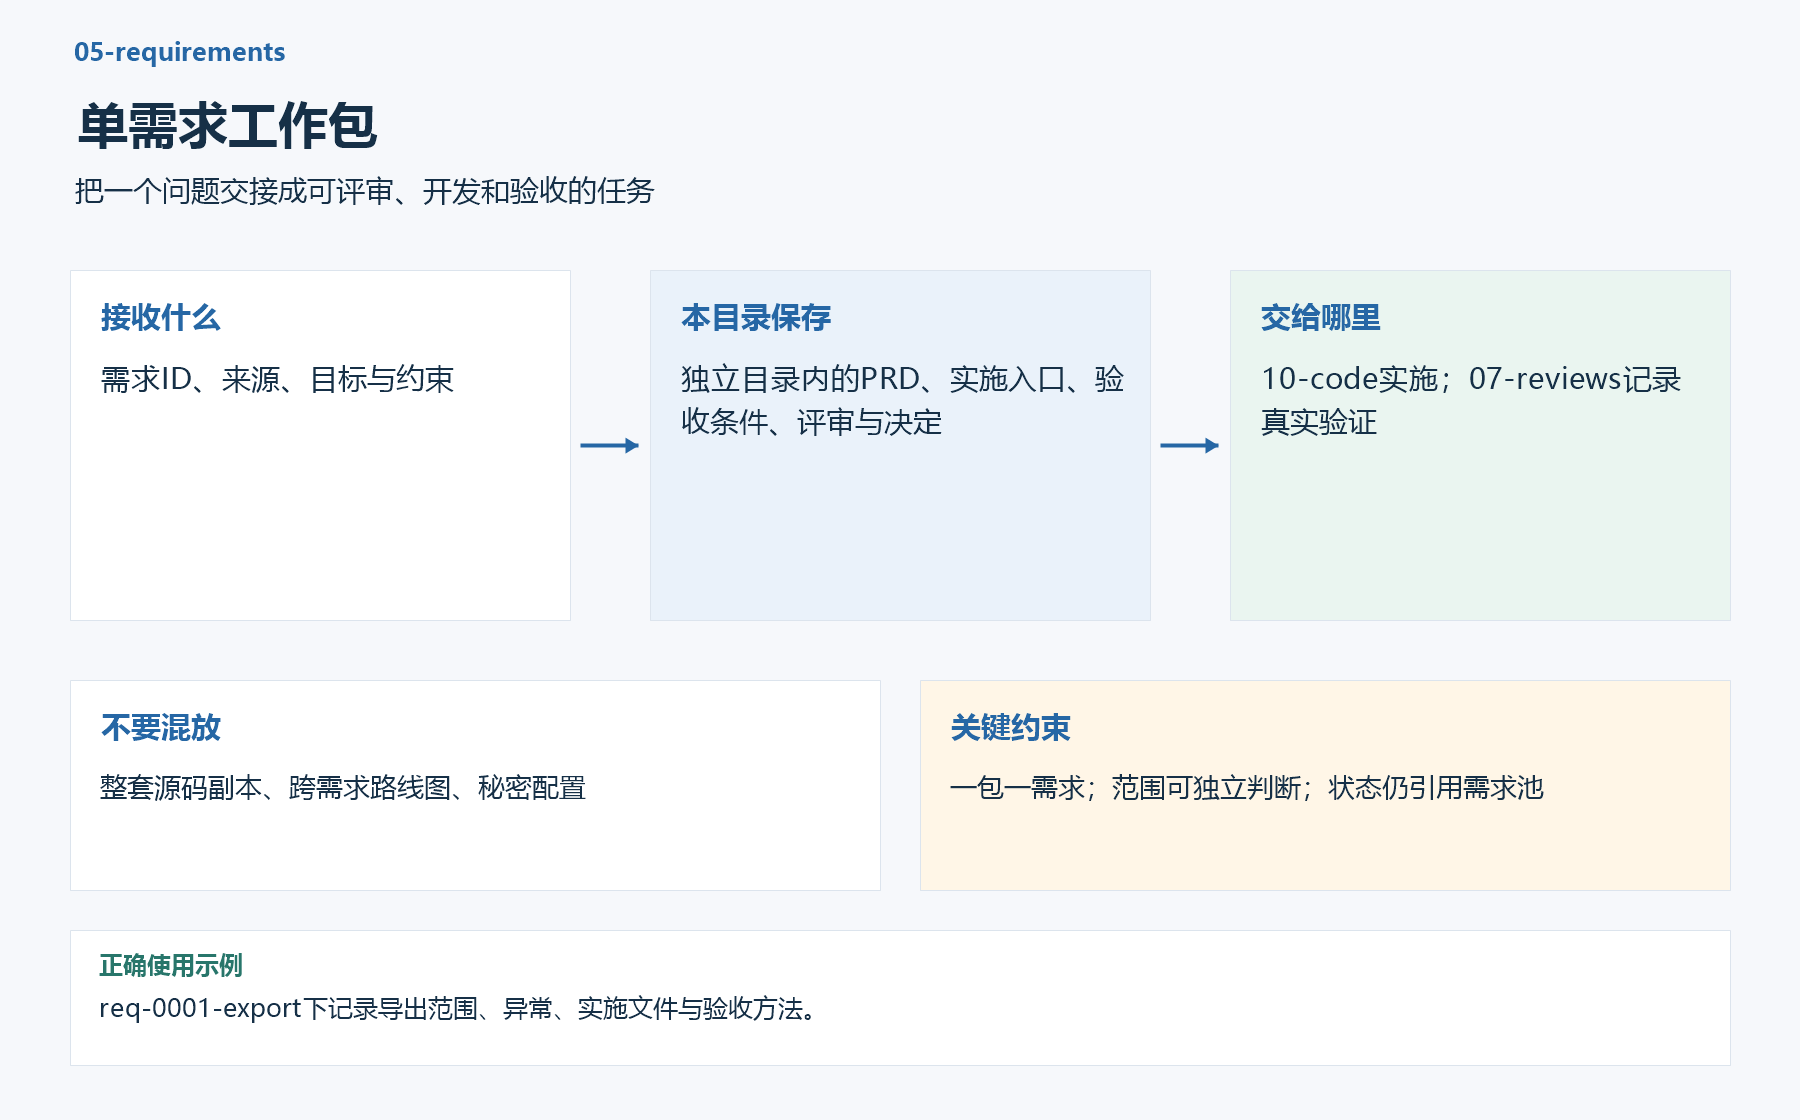 05-requirements
单需求工作包
把一个问题交接成可评审、开发和验收的任务
接收什么
需求ID、来源、目标与约束
本目录保存
独立目录内的PRD、实施入口、验
收条件、评审与决定
交给哪里
10-code实施；07-reviews记录
真实验证
不要混放
整套源码副本、跨需求路线图、秘密配置
关键约束
一包一需求；范围可独立判断；状态仍引用需求池
正确使用示例
req-0001-export下记录导出范围、异常、实施文件与验收方法。